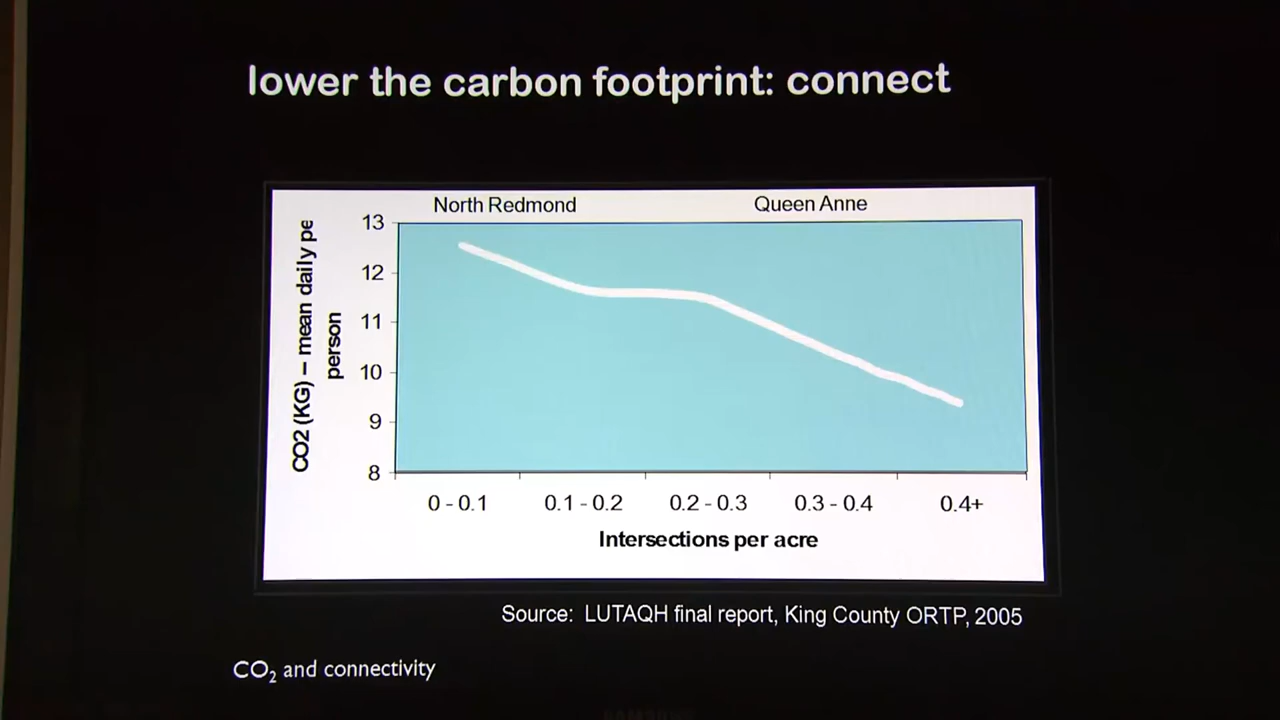 lower the carbon footprint: connect
North Redmond Queen Anne
CO2 (KG) – mean daily pe
person
13
12
11
10
9
8
0 - 0.1 0.1 - 0.2 0.2 - 0.3 0.3 - 0.4 0.4+
Intersections per acre
Source: LUTAQH final report, King County ORTP, 2005
CO₂ and connectivity